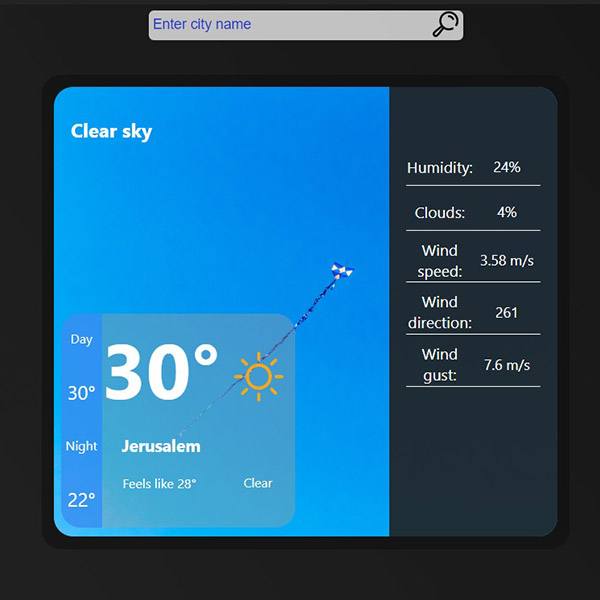 Enter city name
Clear sky
Humidity: 24%
Clouds: 4%
Wind
speed: 3.58 m/s
Wind
direction: 261
Wind
gust: 7.6 m/s
Day
30°
Night
22°
30°
Jerusalem
Feels like 28° Clear